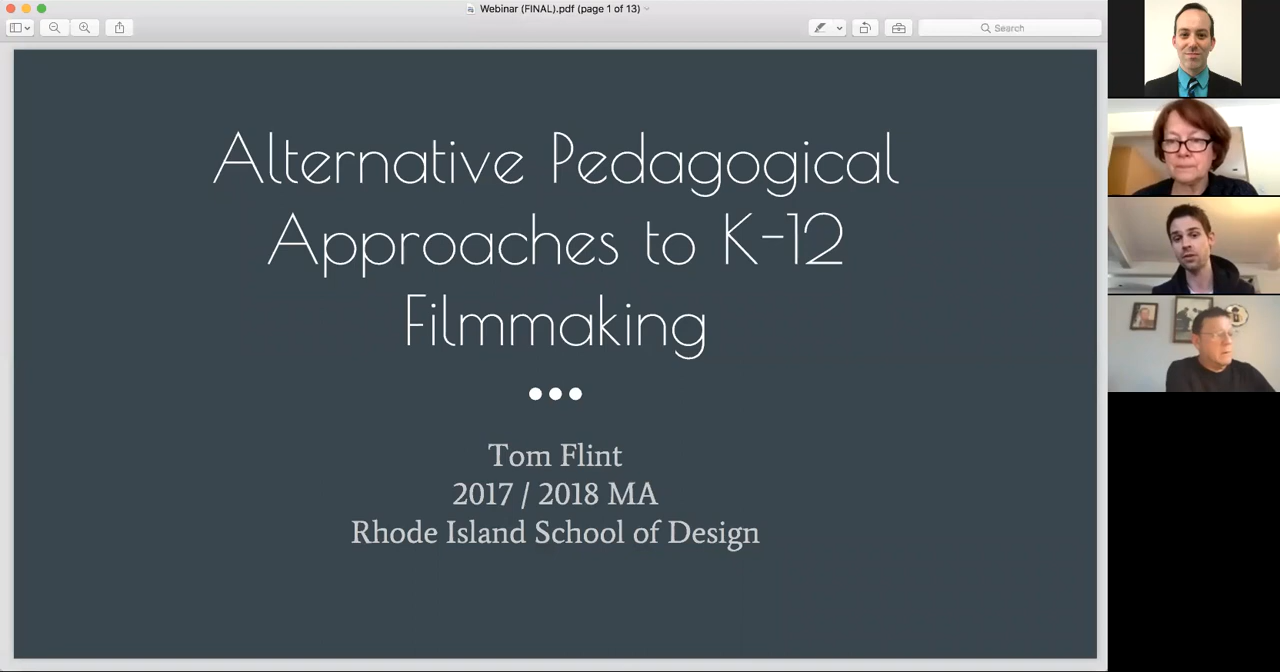 Webinar (FINAL).pdf (page 1 of 13)
Search
Alternative Pedagogical
Approaches to K-12
Filmmaking
Tom Flint
2017 / 2018 MA
Rhode Island School of Design